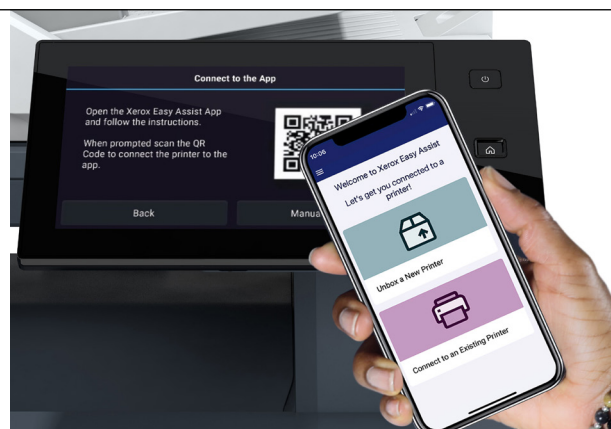 Connect to the App
Open the Xerox Easy Assist App
and follow the instructions.
When prompted scan the QR
Code to connect the printer to the
app.
Back
Manua
10:06
Welcome to Xerox Easy Assist
Let's get you connected to a
printer!
Unbox a New Printer
Connect to an Existing Printer